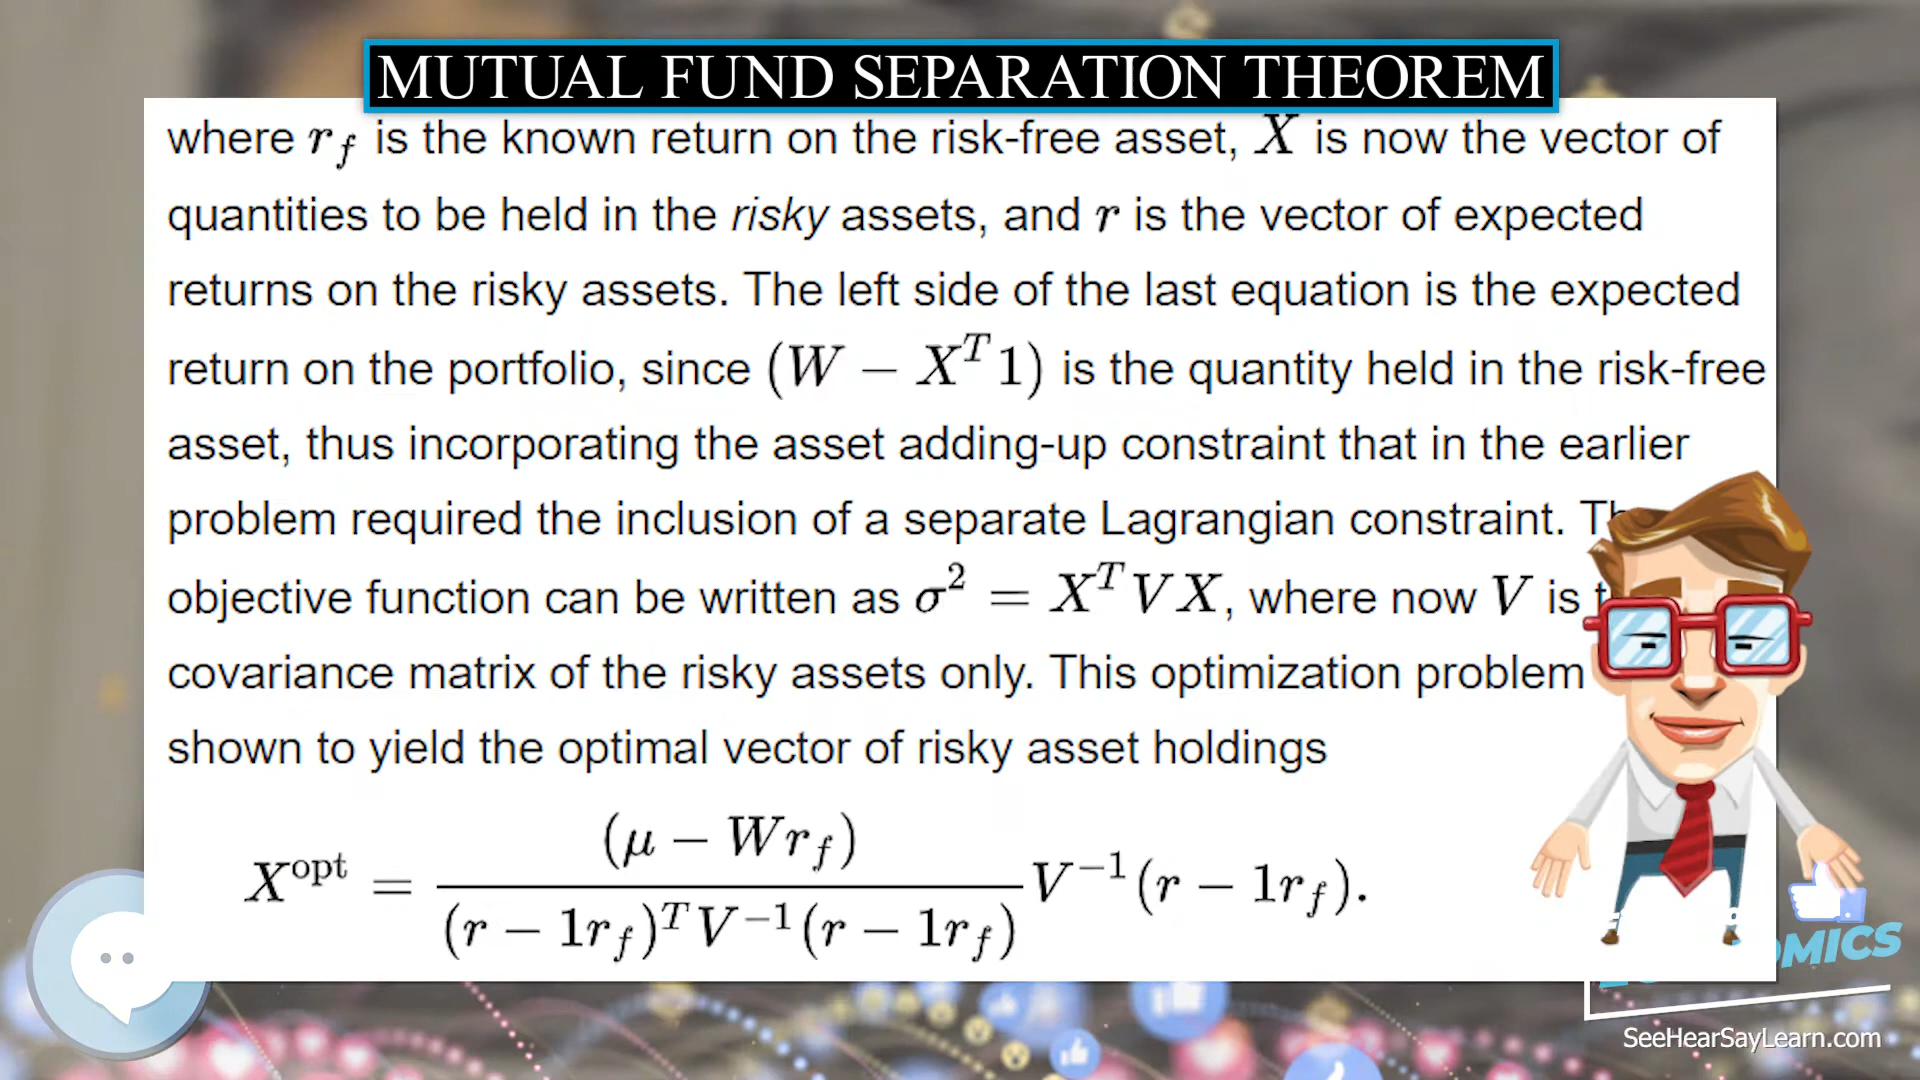 MUTUAL FUND SEPARATION THEOREM
where r_f is the known return on the risk-free asset, X is now the vector of
quantities to be held in the risky assets, and r is the vector of expected
returns on the risky assets. The left side of the last equation is the expected
return on the portfolio, since (W − X^T 1) is the quantity held in the risk-free
asset, thus incorporating the asset adding-up constraint that in the earlier
problem required the inclusion of a separate Lagrangian constraint.
objective function can be written as σ^2 = X^T V X, where now V is
covariance matrix of the risky assets only. This optimization problem
shown to yield the optimal vector of risky asset holdings
X^opt = (μ − W r_f) / ((r − 1r_f)^T V^−1 (r − 1r_f)) V^−1 (r − 1r_f).
SeeHearSayLearn.com